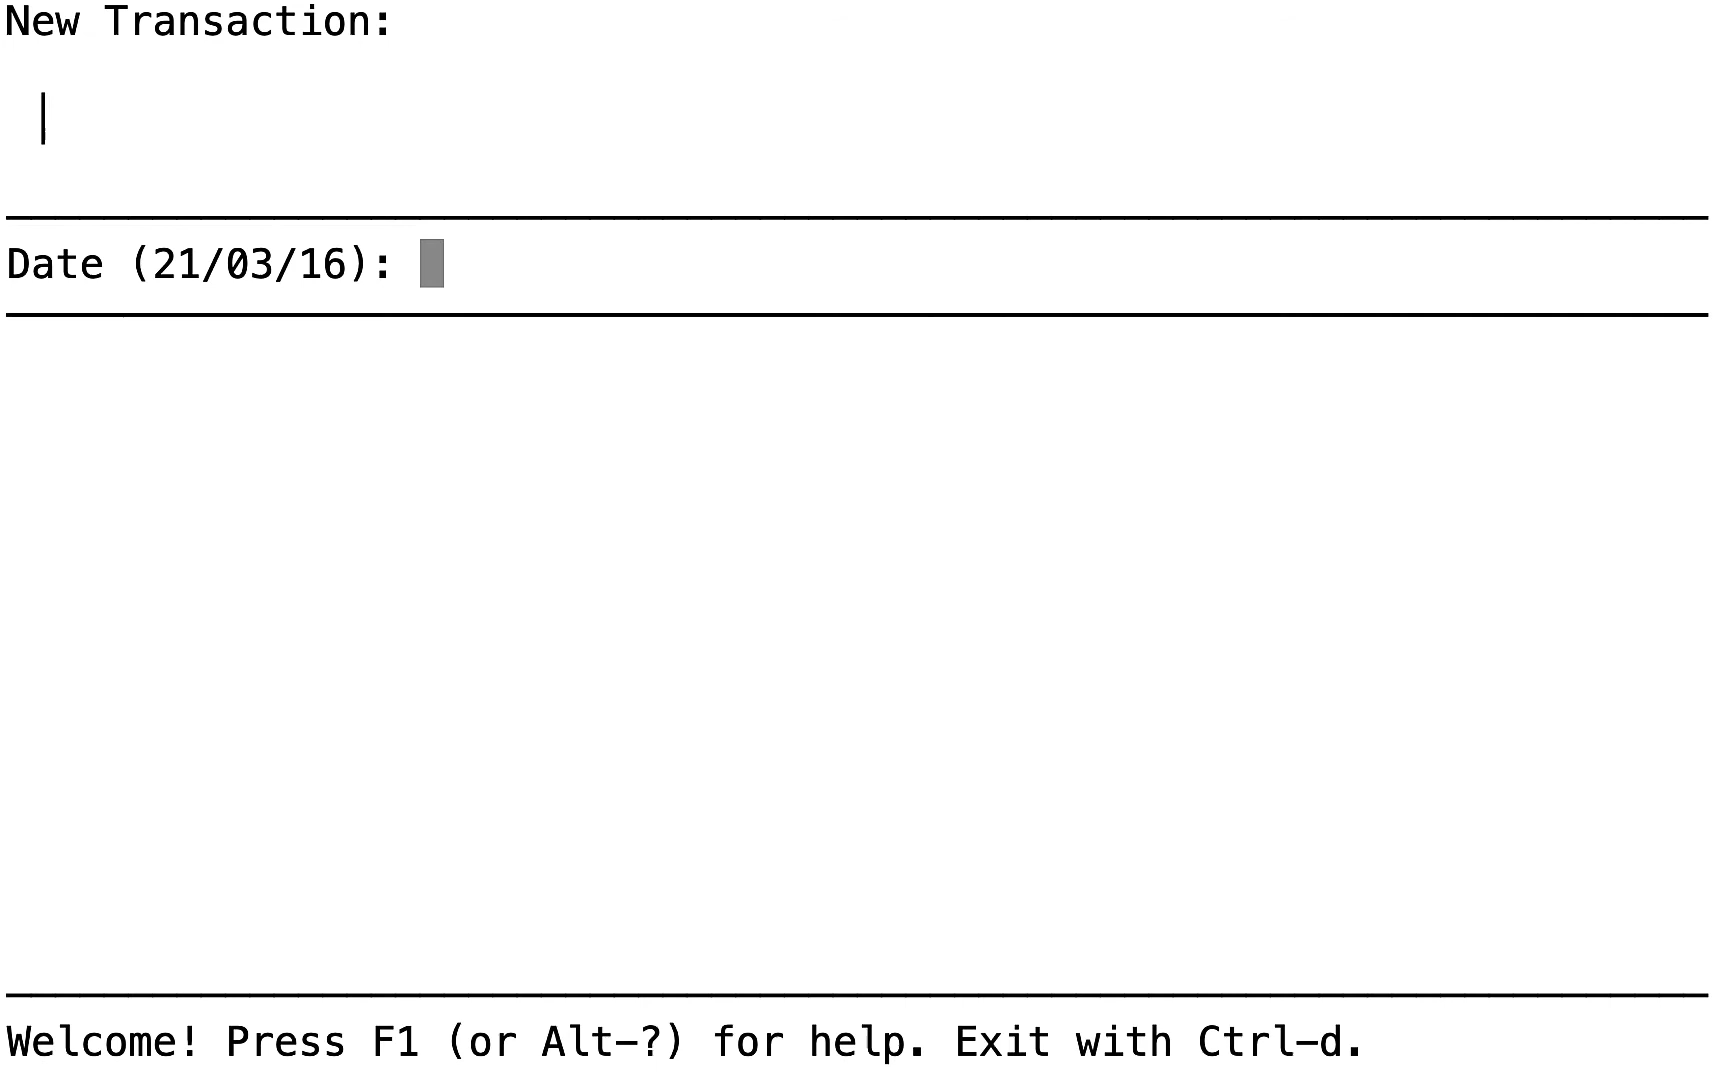 New Transaction:
Date (21/03/16):
Welcome! Press F1 (or Alt-?) for help. Exit with Ctrl-d.